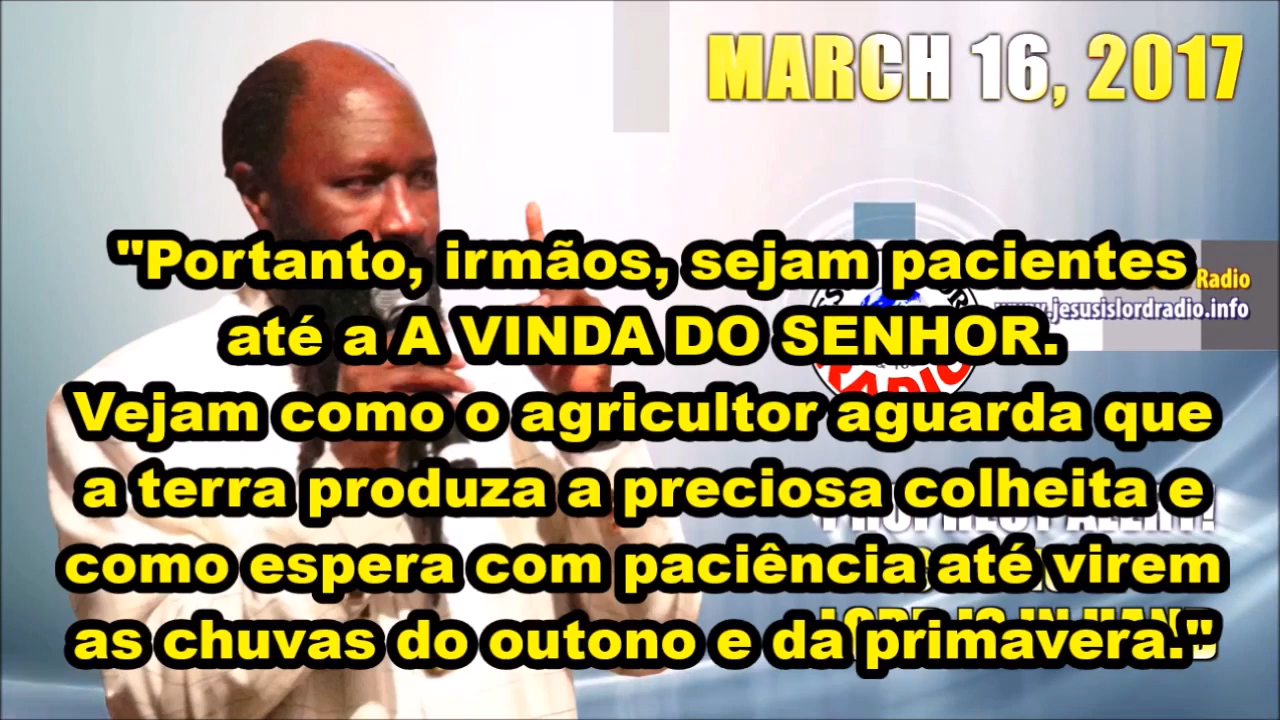 MARCH 16, 2017
"Portanto, irmãos, sejam pacientes
até a A VINDA DO SENHOR.
Vejam como o agricultor aguarda que
a terra produza a preciosa colheita e
como espera com paciência até virem
as chuvas do outono e da primavera."
Radio
www.jesusislordradio.info
RADIO